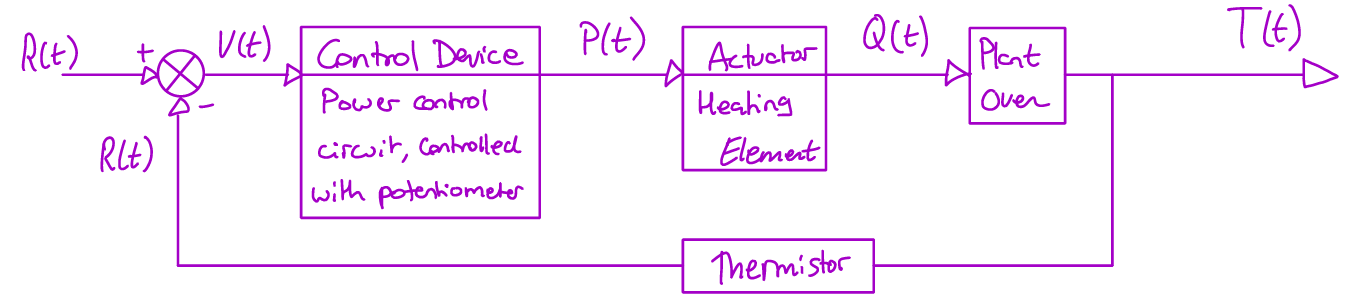 R(t)
+
V(t)
Control Device
Power control
circuit, controlled
with potentiometer
P(t)
Actuator
Heating
Element
Q(t)
Plant
Oven
T(t)
-
R(t)
Thermistor